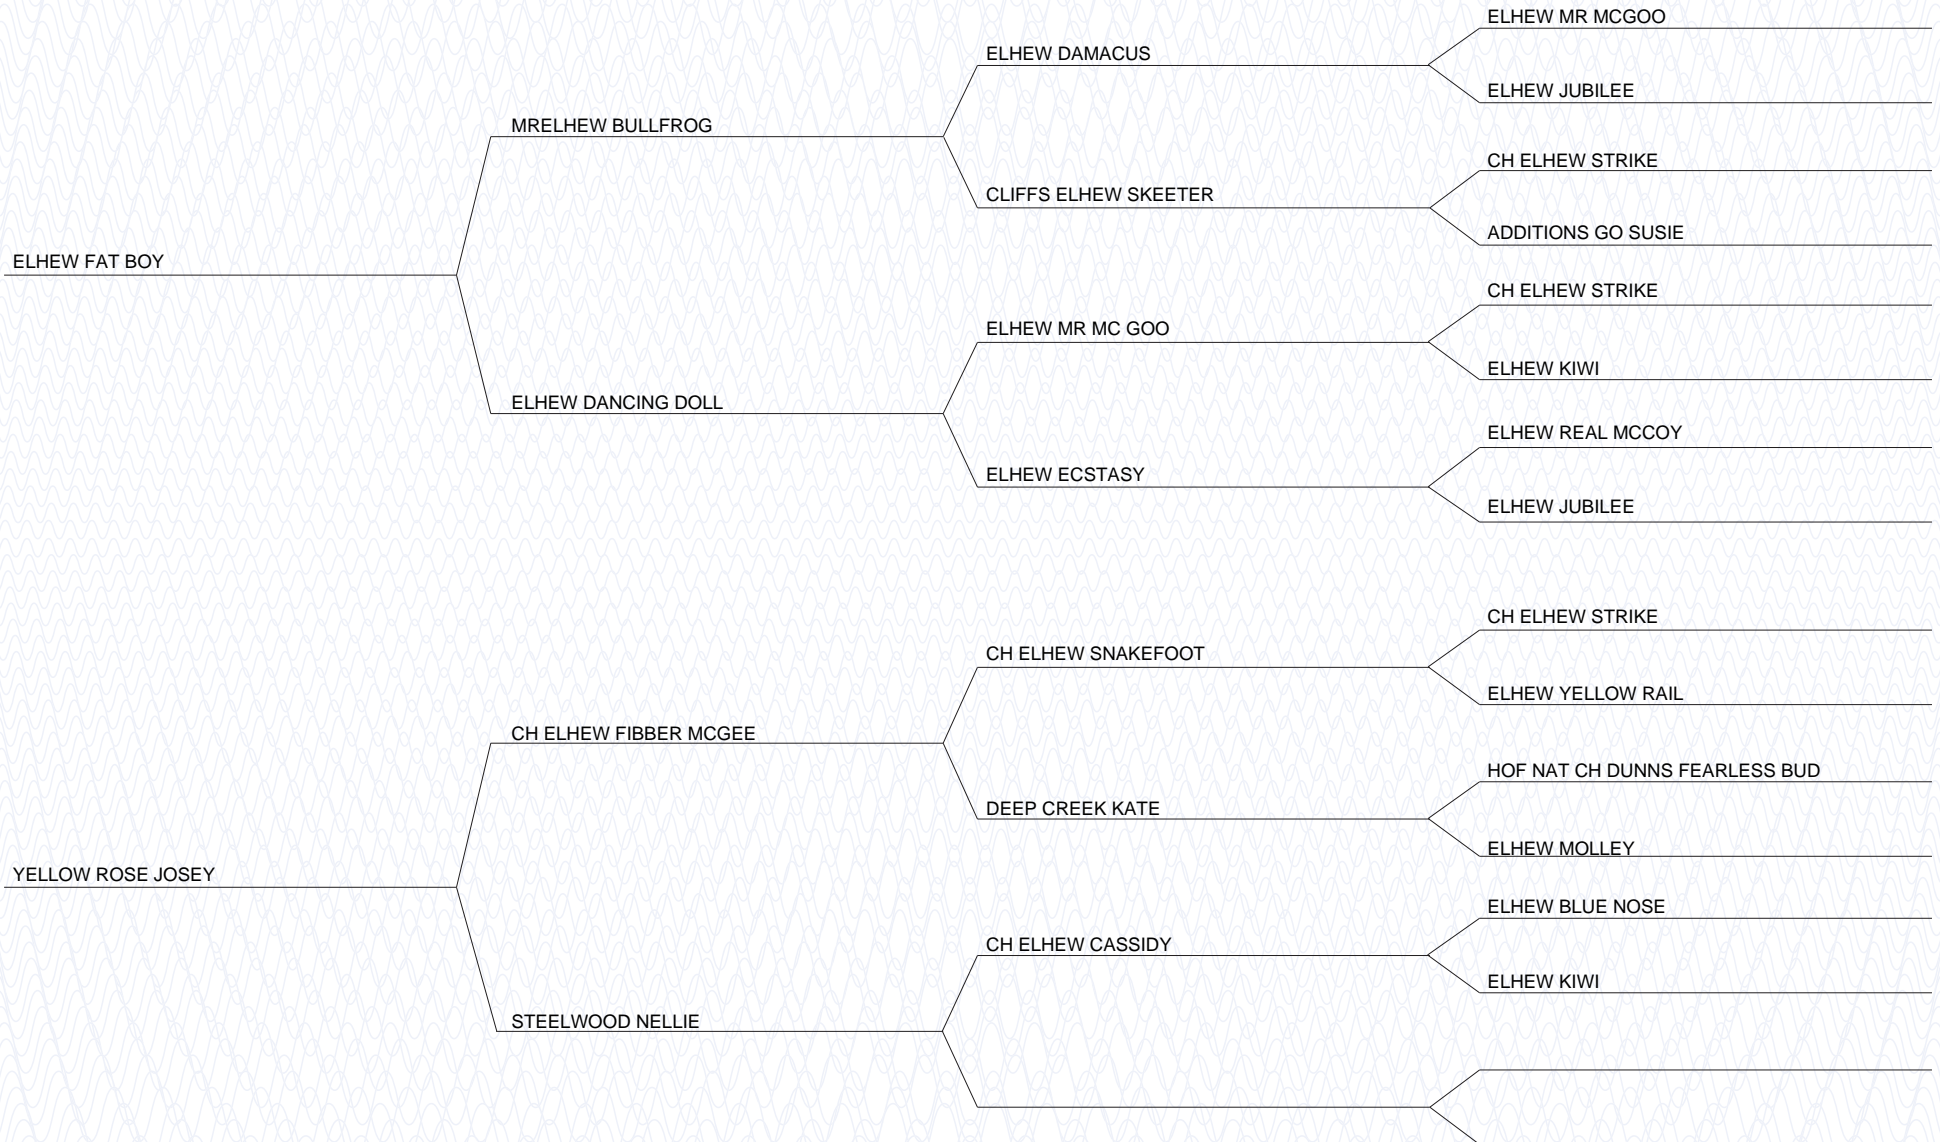 ELHEW MR MCGOO
ELHEW DAMACUS
ELHEW JUBILEE
MRELHEW BULLFROG
CH ELHEW STRIKE
CLIFFS ELHEW SKEETER
ADDITIONS GO SUSIE
ELHEW FAT BOY
CH ELHEW STRIKE
ELHEW MR MC GOO
ELHEW KIWI
ELHEW DANCING DOLL
ELHEW REAL MCCOY
ELHEW ECSTASY
ELHEW JUBILEE
CH ELHEW STRIKE
CH ELHEW SNAKEFOOT
ELHEW YELLOW RAIL
CH ELHEW FIBBER MCGEE
HOF NAT CH DUNNS FEARLESS BUD
DEEP CREEK KATE
ELHEW MOLLEY
YELLOW ROSE JOSEY
ELHEW BLUE NOSE
CH ELHEW CASSIDY
ELHEW KIWI
STEELWOOD NELLIE